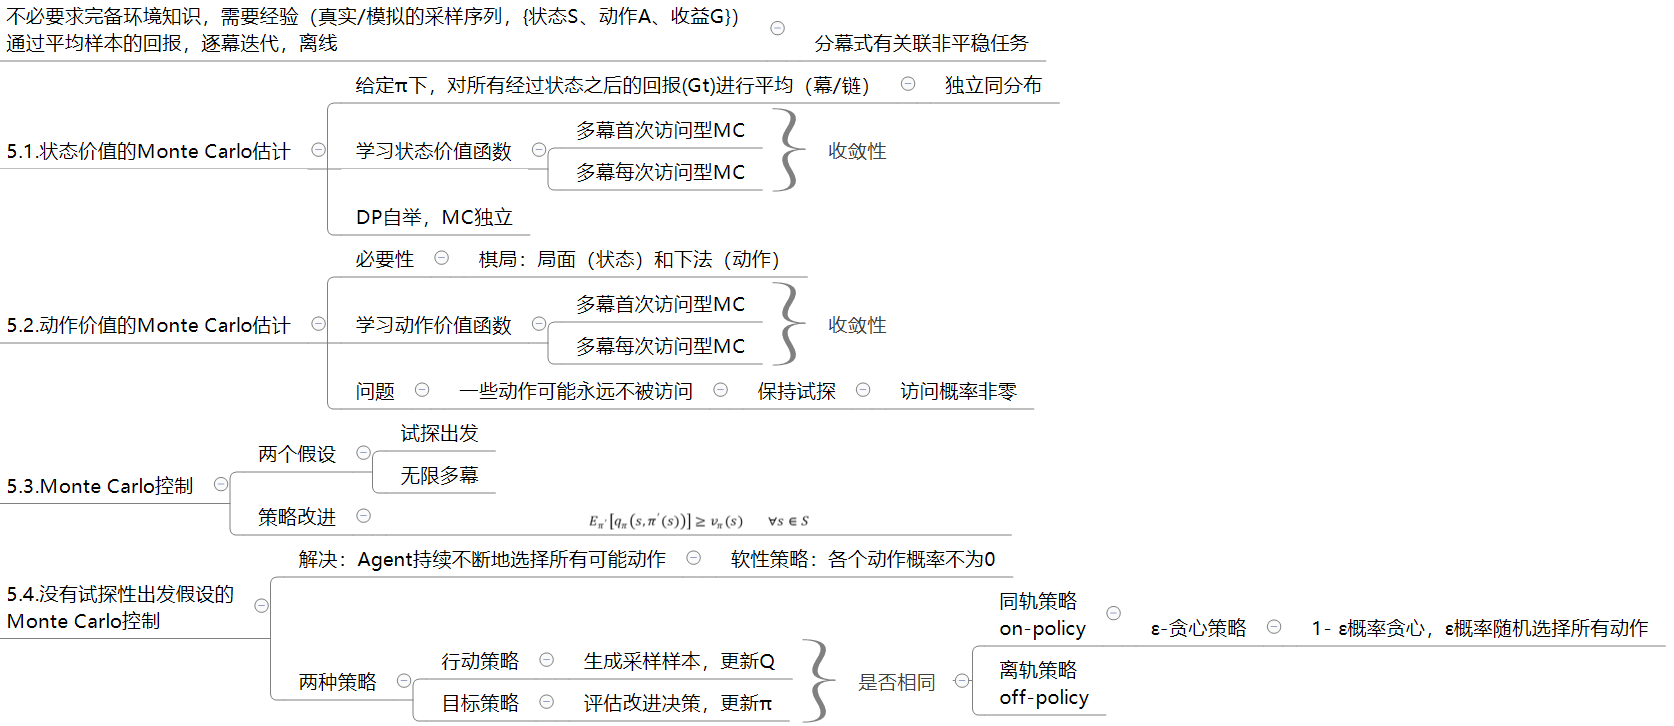 不必要求完备环境知识，需要经验（真实/模拟的采样序列，{状态S、动作A、收益G}）
通过平均样本的回报，逐幕迭代，离线
分幕式有关联非平稳任务
5.1.状态价值的Monte Carlo估计
给定π下，对所有经过状态之后的回报(Gt)进行平均（幕/链）
独立同分布
学习状态价值函数
多幕首次访问型MC
多幕每次访问型MC
收敛性
DP自举，MC独立
5.2.动作价值的Monte Carlo估计
必要性
棋局：局面（状态）和下法（动作）
学习动作价值函数
多幕首次访问型MC
多幕每次访问型MC
收敛性
问题
一些动作可能永远不被访问
保持试探
访问概率非零
5.3.Monte Carlo控制
两个假设
试探出发
无限多幕
策略改进
E_π'[q_π(s,π'(s))] ≥ v_π(s) ∀s∈S
5.4.没有试探性出发假设的
Monte Carlo控制
解决：Agent持续不断地选择所有可能动作
软性策略：各个动作概率不为0
两种策略
行动策略
生成采样样本，更新Q
目标策略
评估改进决策，更新π
是否相同
同轨策略
on-policy
ε-贪心策略
1- ε概率贪心，ε概率随机选择所有动作
离轨策略
off-policy